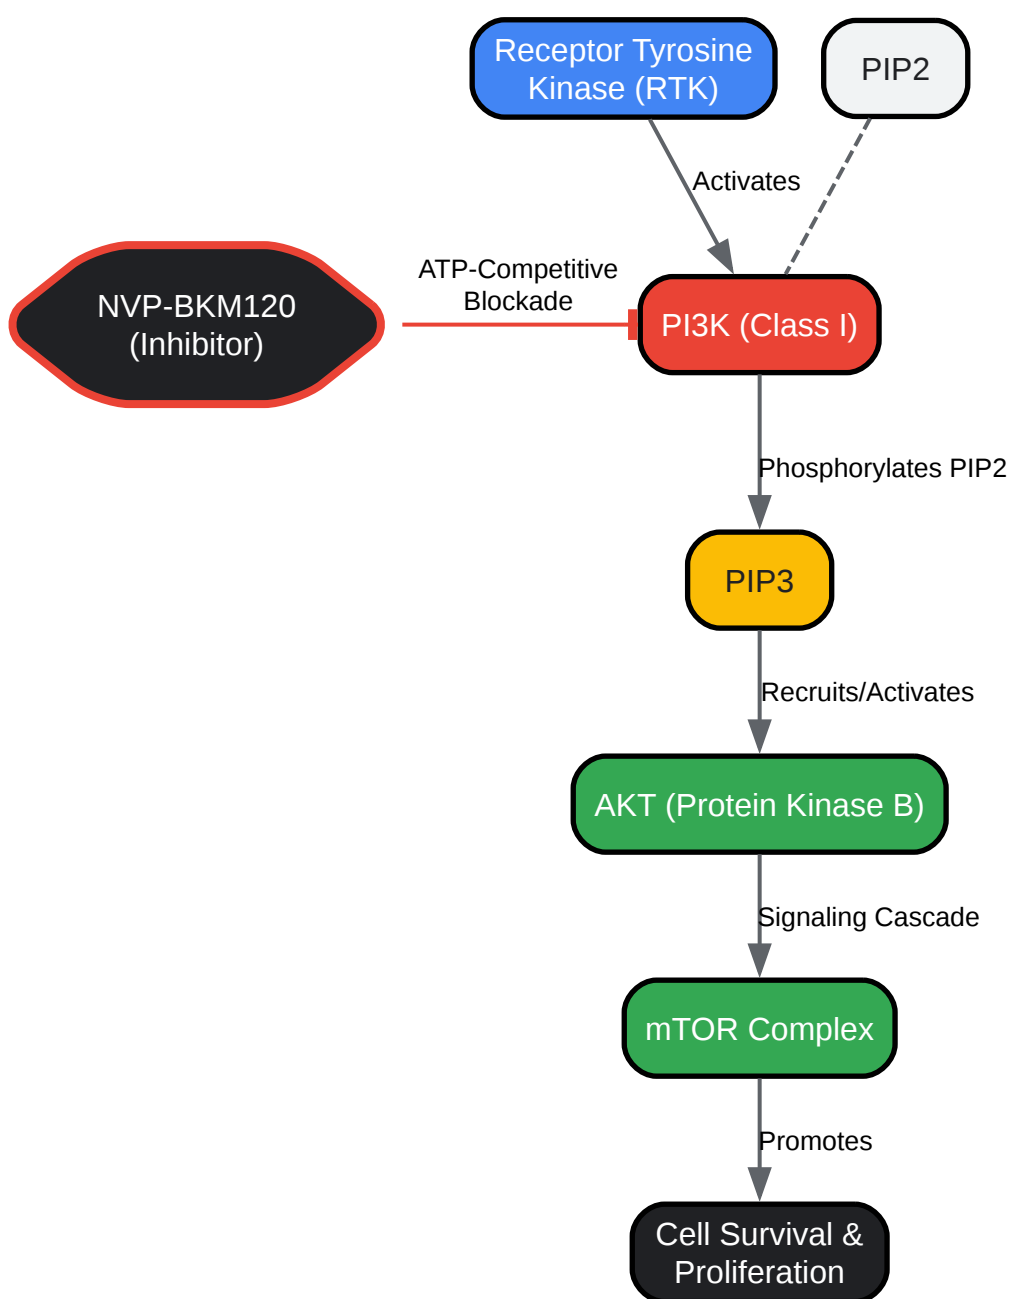 Receptor Tyrosine
Kinase (RTK)
PIP2
Activates
ATP-Competitive
Blockade
NVP-BKM120
(Inhibitor)
PI3K (Class I)
Phosphorylates PIP2
PIP3
Recruits/Activates
AKT (Protein Kinase B)
Signaling Cascade
mTOR Complex
Promotes
Cell Survival &
Proliferation